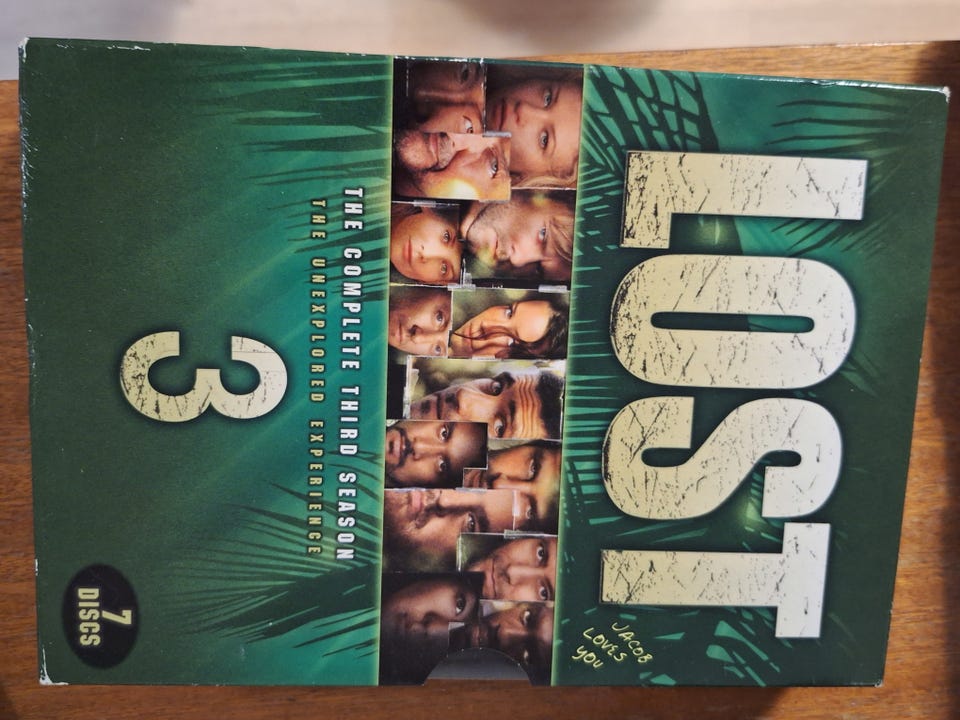 LOST
JACOB
LOVES
YOU
THE COMPLETE THIRD SEASON
THE UNEXPLORED EXPERIENCE
3
7
DISCS